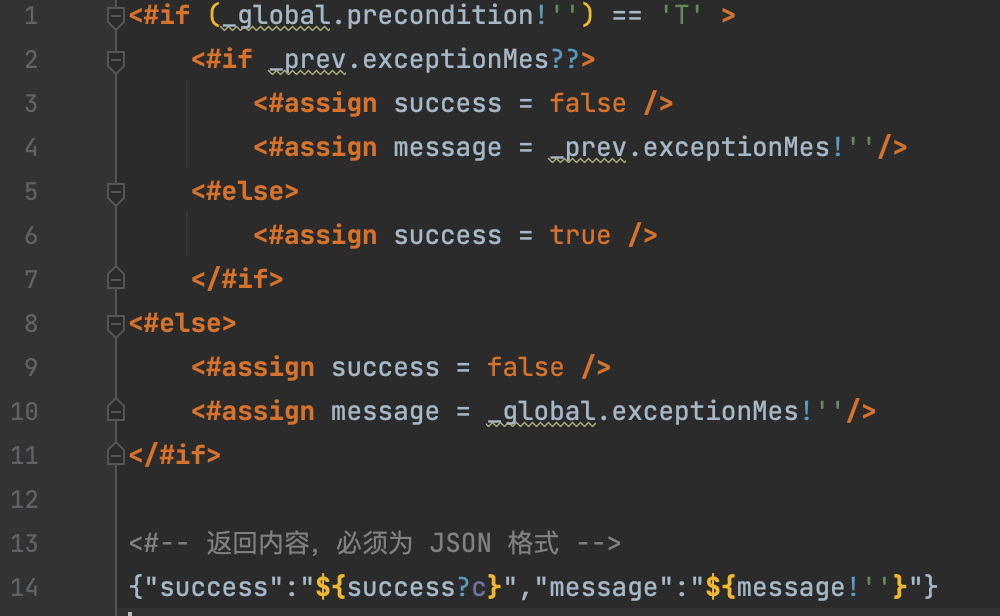 1 <#if (_global.precondition!'') == 'T' >
2     <#if _prev.exceptionMes??>
3         <#assign success = false />
4         <#assign message = _prev.exceptionMes!''/>
5     <#else>
6         <#assign success = true />
7     </#if>
8 <#else>
9     <#assign success = false />
10     <#assign message = _global.exceptionMes!''/>
11 </#if>
12
13 <#-- 返回内容, 必须为 JSON 格式 -->
14 {"success":"${success?c}","message":"${message!''}"}